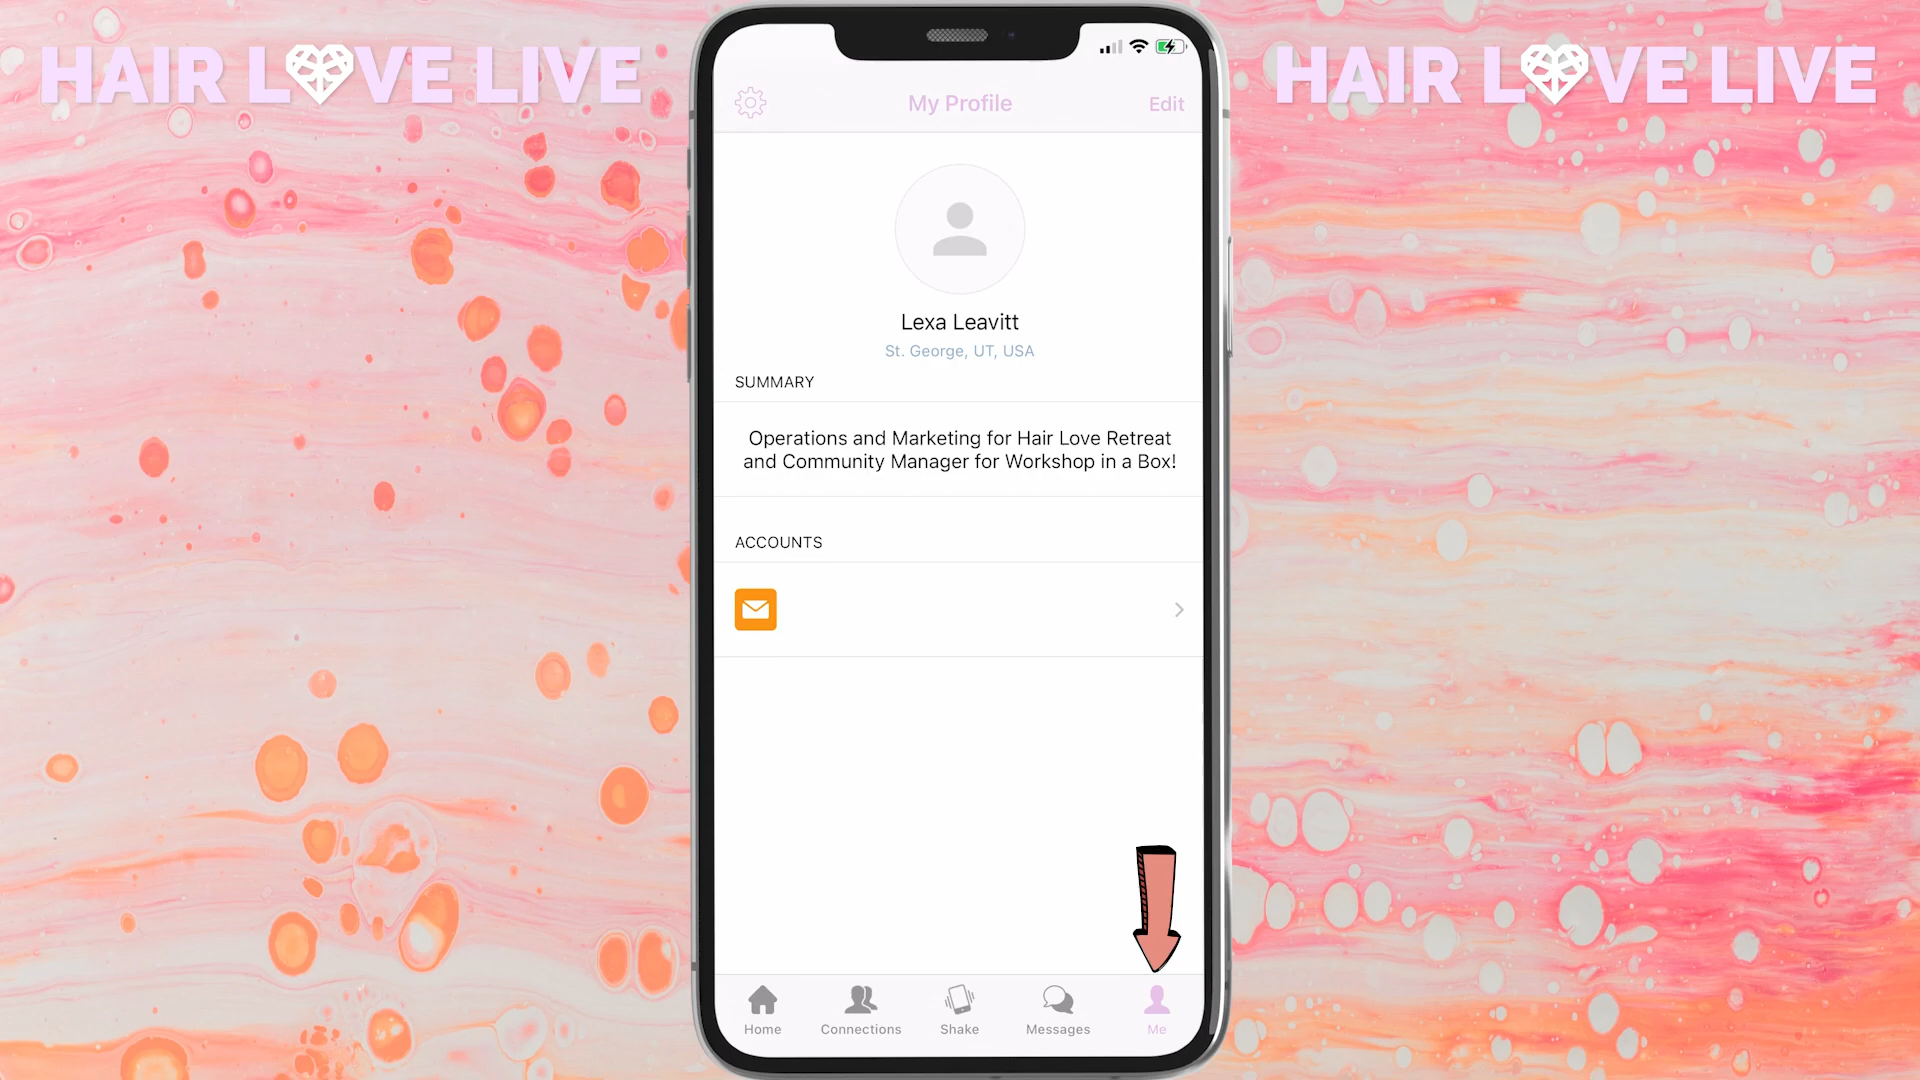 HAIR LOVE LIVE
HAIR LOVE LIVE
My Profile
Edit
Lexa Leavitt
St. George, UT, USA
SUMMARY
Operations and Marketing for Hair Love Retreat
and Community Manager for Workshop in a Box!
ACCOUNTS
Home
Connections
Shake
Messages
Me